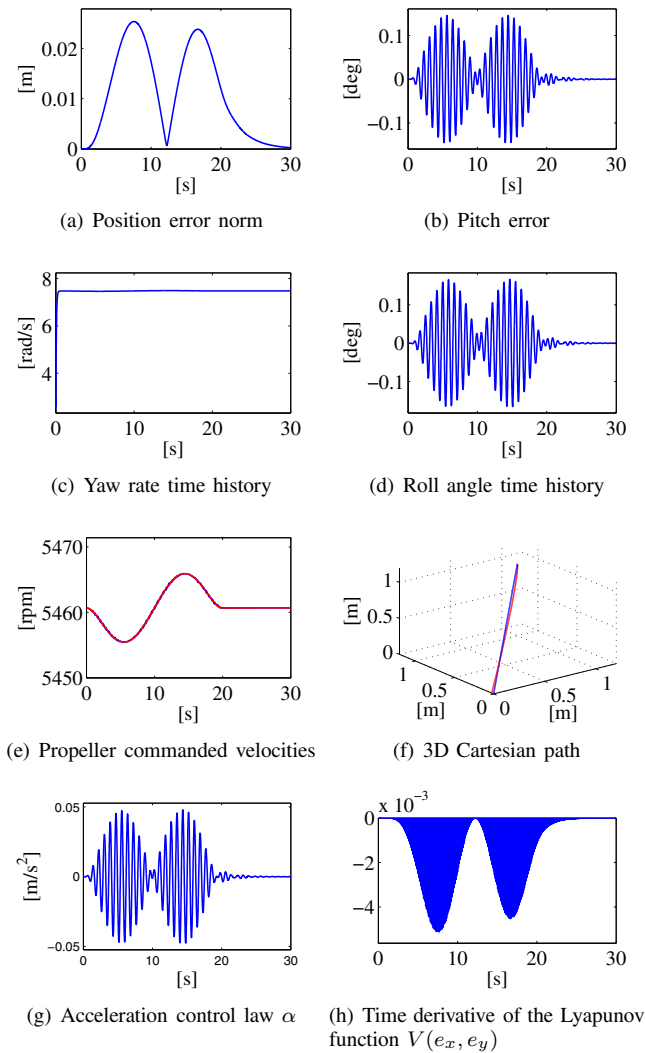 0.02
0.01
0
[m]
0 10 20 30
[s]
(a) Position error norm
0.1
0
−0.1
[deg]
0 10 20 30
[s]
(b) Pitch error
8
6
4
[rad/s]
0 10 20 30
[s]
(c) Yaw rate time history
0.1
0
−0.1
[deg]
0 10 20 30
[s]
(d) Roll angle time history
5470
5460
5450
[rpm]
0 10 20 30
[s]
(e) Propeller commanded velocities
1
0.5
0
[m]
1
0.5
0
[m]
0
0.5
1
[m]
(f) 3D Cartesian path
0.05
0
−0.05
[m/s²]
0 10 20 30
[s]
(g) Acceleration control law α
x 10⁻³
0
−2
−4
0 10 20 30
[s]
(h) Time derivative of the Lyapunov
function V(eₓ, e_y)